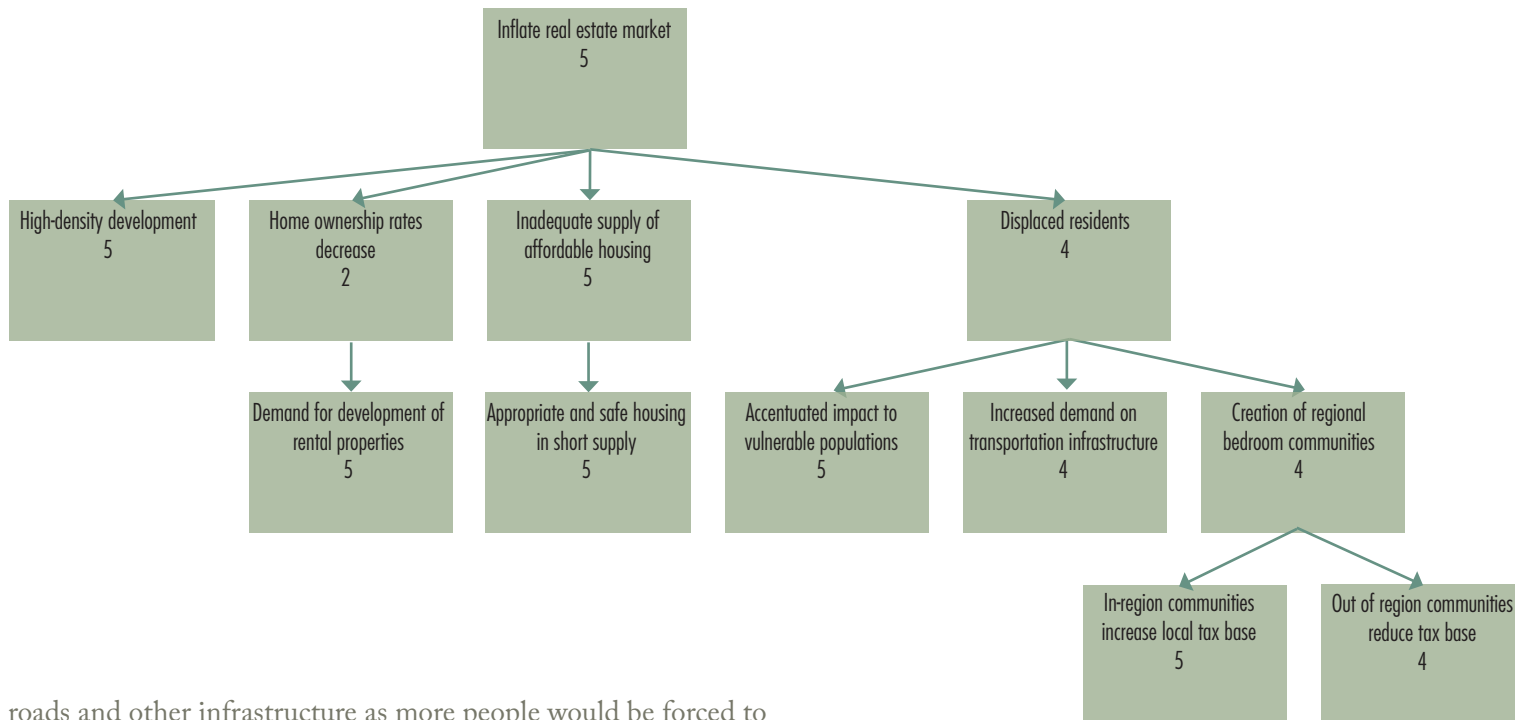 Inflate real estate market
5
High-density development
5
Home ownership rates
decrease
2
Inadequate supply of
affordable housing
5
Displaced residents
4
Demand for development of
rental properties
5
Appropriate and safe housing
in short supply
5
Accentuated impact to
vulnerable populations
5
Increased demand on
transportation infrastructure
4
Creation of regional
bedroom communities
4
In-region communities
increase local tax base
5
Out of region communities
reduce tax base
4
roads and other infrastructure as more people would be forced to